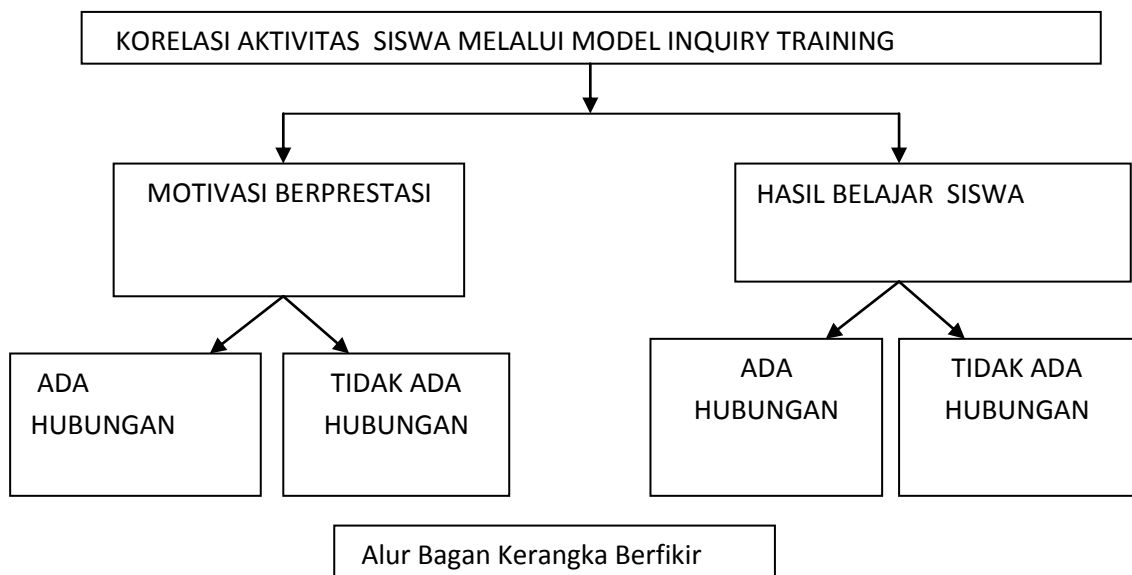 KORELASI AKTIVITAS SISWA MELALUI MODEL INQUIRY TRAINING
MOTIVASI BERPRESTASI
HASIL BELAJAR SISWA
ADA
HUBUNGAN
TIDAK ADA
HUBUNGAN
ADA
HUBUNGAN
TIDAK ADA
HUBUNGAN
Alur Bagan Kerangka Berfikir